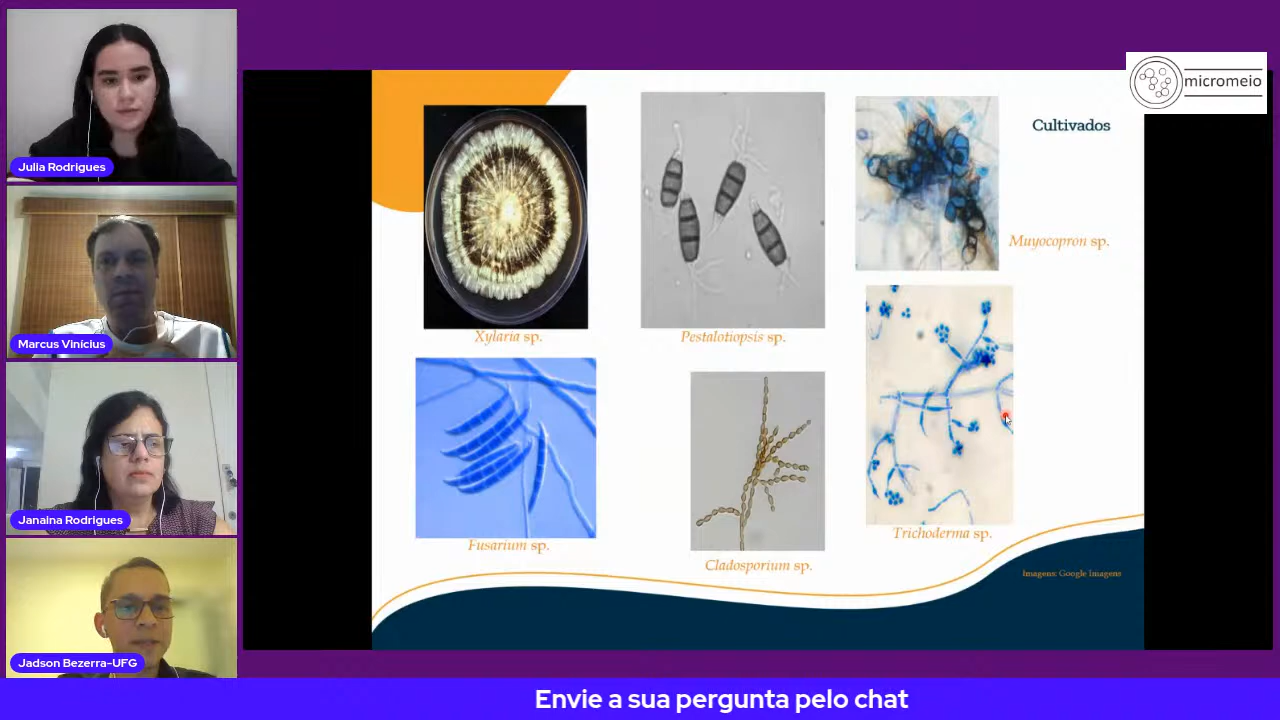 Julia Rodrigues
Marcus Vinícius
Janaina Rodrigues
Jadson Bezerra-UFG
micromeio
Cultivados
Muyocopron sp.
Xylaria sp.
Pestalotiopsis sp.
Fusarium sp.
Cladosporium sp.
Trichoderma sp.
Imagens: Google Imagens
Envie a sua pergunta pelo chat